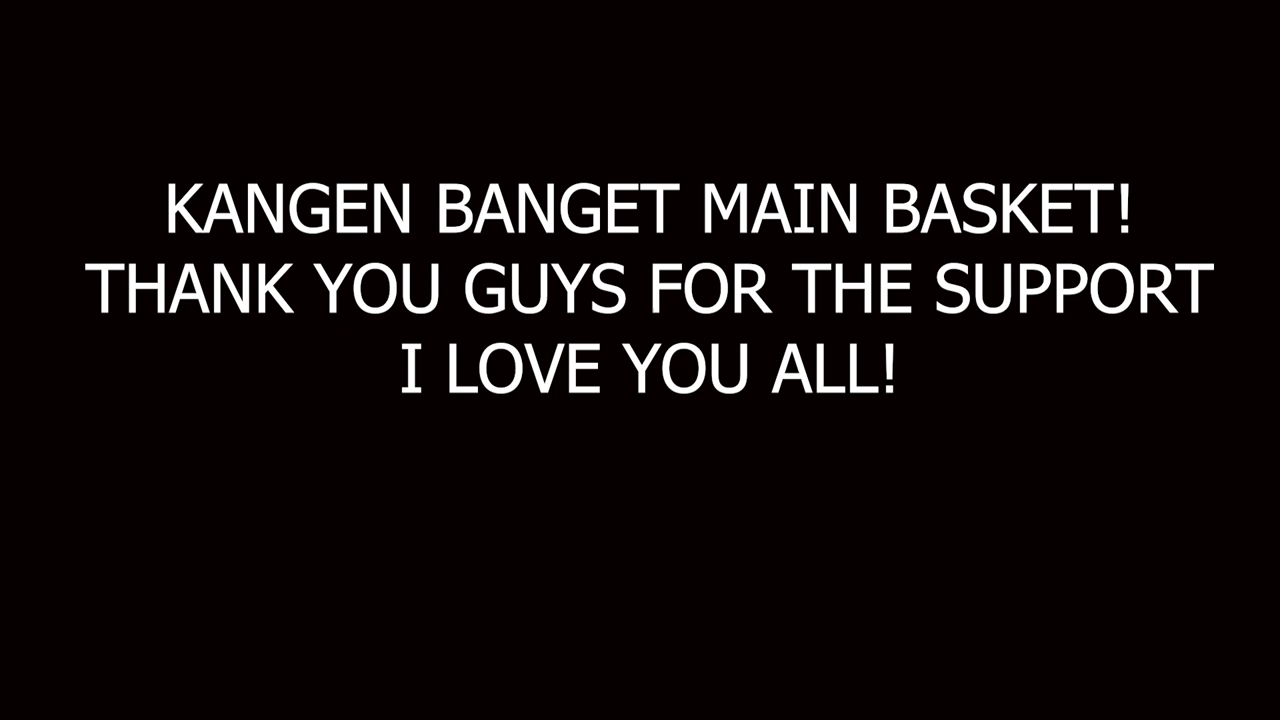 KANGEN BANGET MAIN BASKET!
THANK YOU GUYS FOR THE SUPPORT
I LOVE YOU ALL!